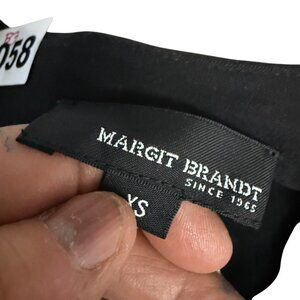 058
MARGIT BRANDT
SINCE 1965
XS